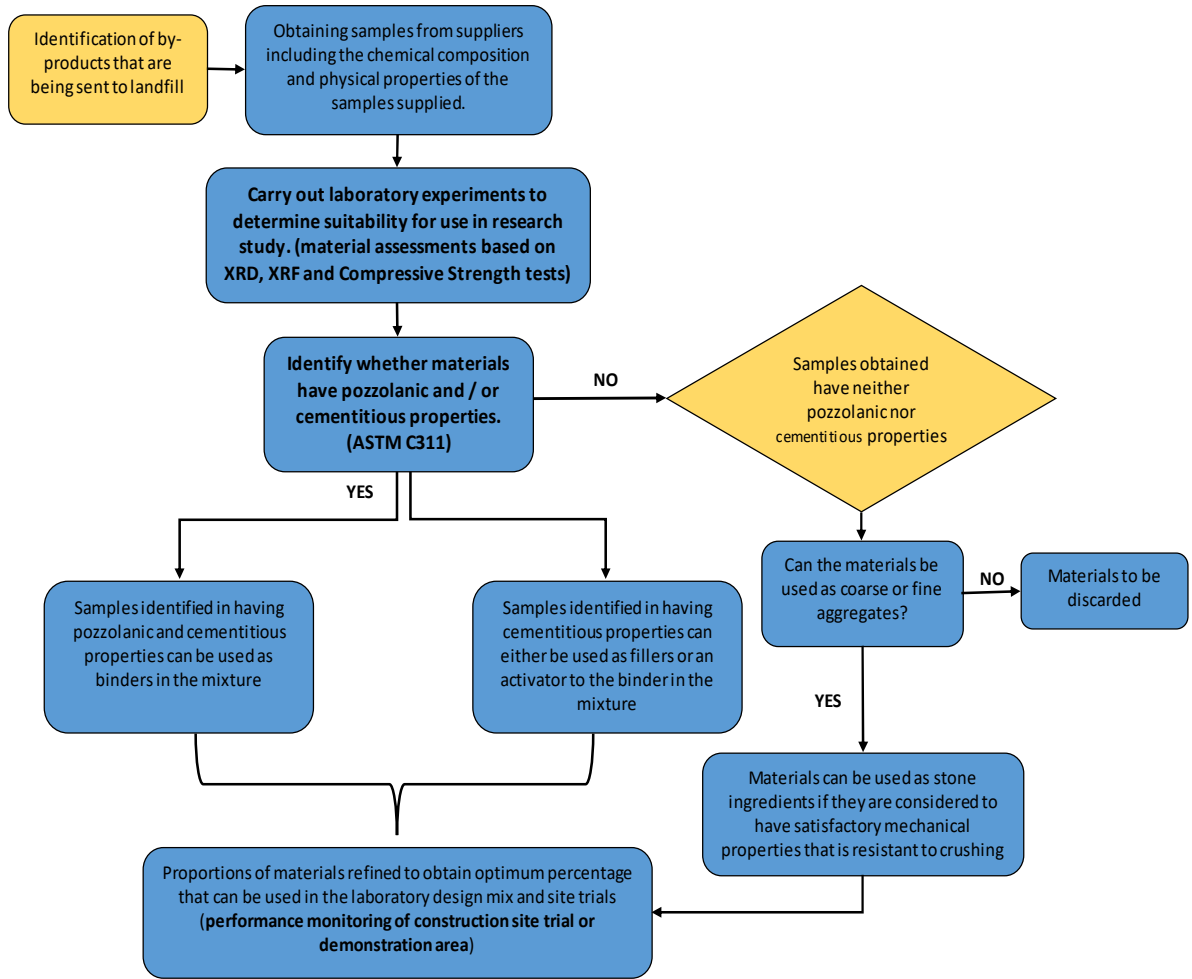 Identification of by-
products that are
being sent to landfill
Obtaining samples from suppliers
including the chemical composition
and physical properties of the
samples supplied.
Carry out laboratory experiments to
determine suitability for use in research
study. (material assessments based on
XRD, XRF and Compressive Strength tests)
Identify whether materials
have pozzolanic and / or
cementitious properties.
(ASTM C311)
NO
Samples obtained
have neither
pozzolanic nor
cementitious properties
YES
Can the materials be
used as coarse or fine
aggregates?
NO
Materials to be
discarded
Samples identified in having
pozzolanic and cementitious
properties can be used as
binders in the mixture
Samples identified in having
cementitious properties can
either be used as fillers or an
activator to the binder in the
mixture
YES
Materials can be used as stone
ingredients if they are considered to
have satisfactory mechanical
properties that is resistant to crushing
Proportions of materials refined to obtain optimum percentage
that can be used in the laboratory design mix and site trials
(performance monitoring of construction site trial or
demonstration area)